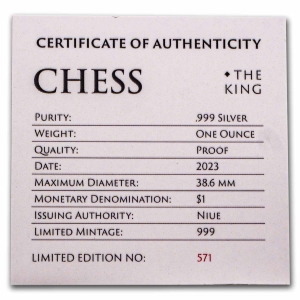 CERTIFICATE OF AUTHENTICITY
CHESS ◆THE KING
PURITY: .999 SILVER
WEIGHT: ONE OUNCE
QUALITY: PROOF
DATE: 2023
MAXIMUM DIAMETER: 38.6 MM
MONETARY DENOMINATION: $1
ISSUING AUTHORITY: NIUE
LIMITED MINTAGE: 999
LIMITED EDITION NO: 571